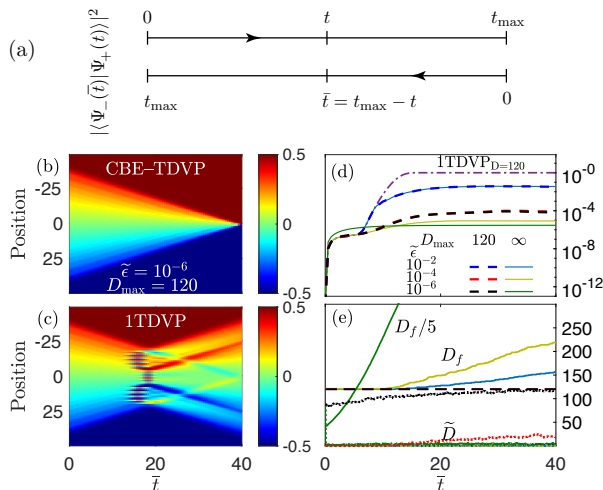 (a)
|⟨Ψ₋(t̄)|Ψ₊(t)⟩|²
0 t t_max
t_max t̄ = t_max − t 0
(b) CBE–TDVP
Position
-25
0
25
ϵ̃ = 10⁻⁶
D_max = 120
0.5
0
-0.5
(c) 1TDVP
Position
-25
0
25
0 20 40
t̄
0.5
0
-0.5
(d) 1TDVP_D=120
10⁻⁰
10⁻⁴
10⁻⁸
10⁻¹²
D_max 120 ∞
ϵ̃
10⁻²
10⁻⁴
10⁻⁶
(e) D_f/5
D_f
D̃
250
200
150
100
50
0 20 40
t̄